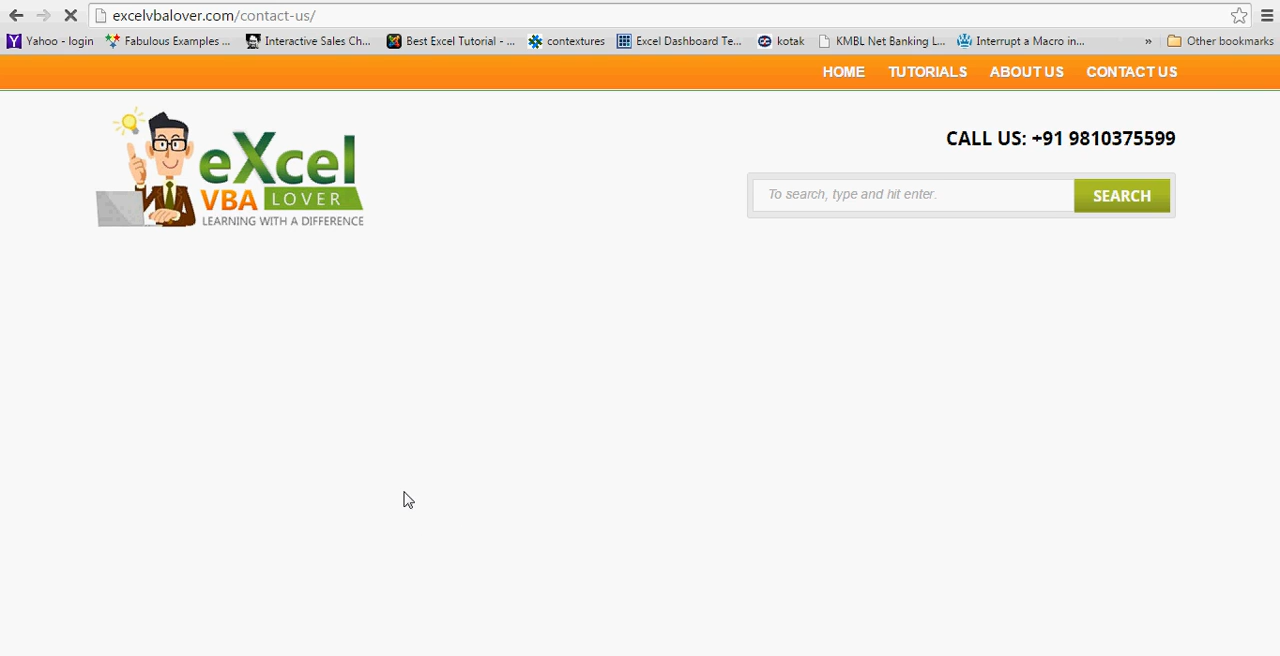 excelvbalover.com/contact-us/
Yahoo - login Fabulous Examples ... Interactive Sales Ch... Best Excel Tutorial - ... contextures Excel Dashboard Te... kotak KMBL Net Banking L... Interrupt a Macro in... » Other bookmarks
HOME TUTORIALS ABOUT US CONTACT US
CALL US: +91 9810375599
eXcel
VBA LOVER
LEARNING WITH A DIFFERENCE
To search, type and hit enter. SEARCH